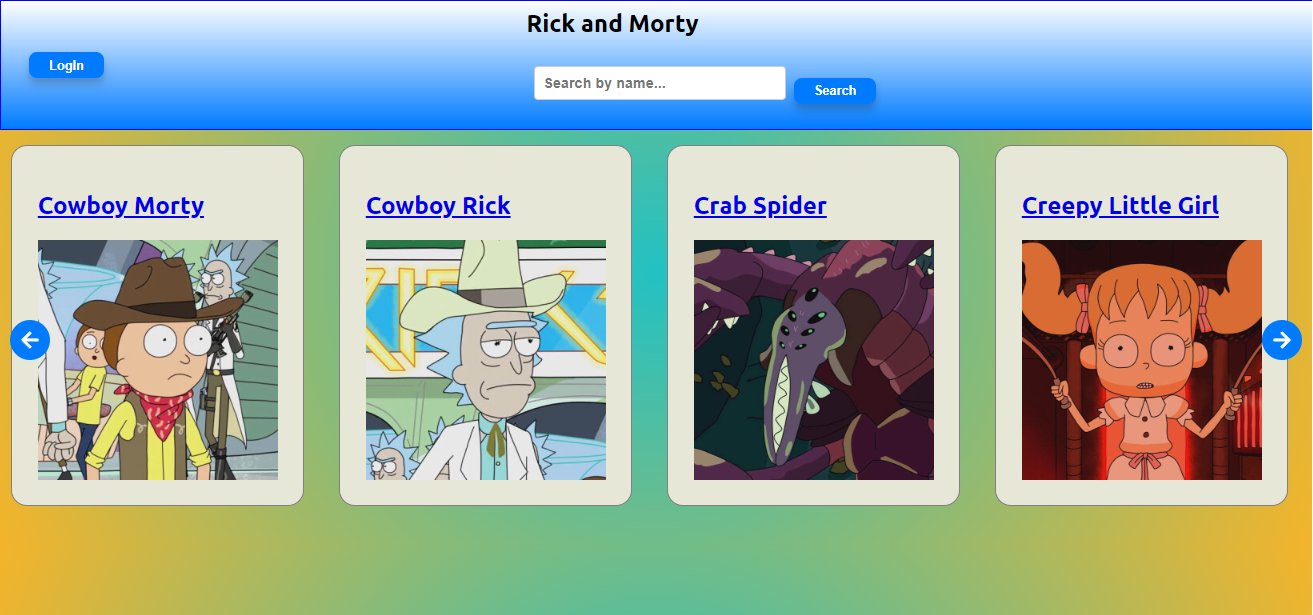 Rick and Morty
LogIn
Search by name...
Search
Cowboy Morty
Cowboy Rick
Crab Spider
Creepy Little Girl